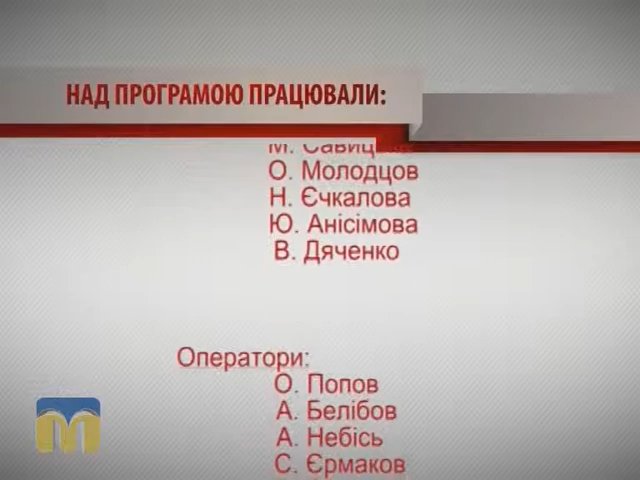 НАД ПРОГРАМОЮ ПРАЦЮВАЛИ:
М.
О. Молодцов
Н. Єчкалова
Ю. Анісімова
В. Дяченко
Оператори:
О. Попов
А. Белібов
А. Небісь
С. Єрмаков
М